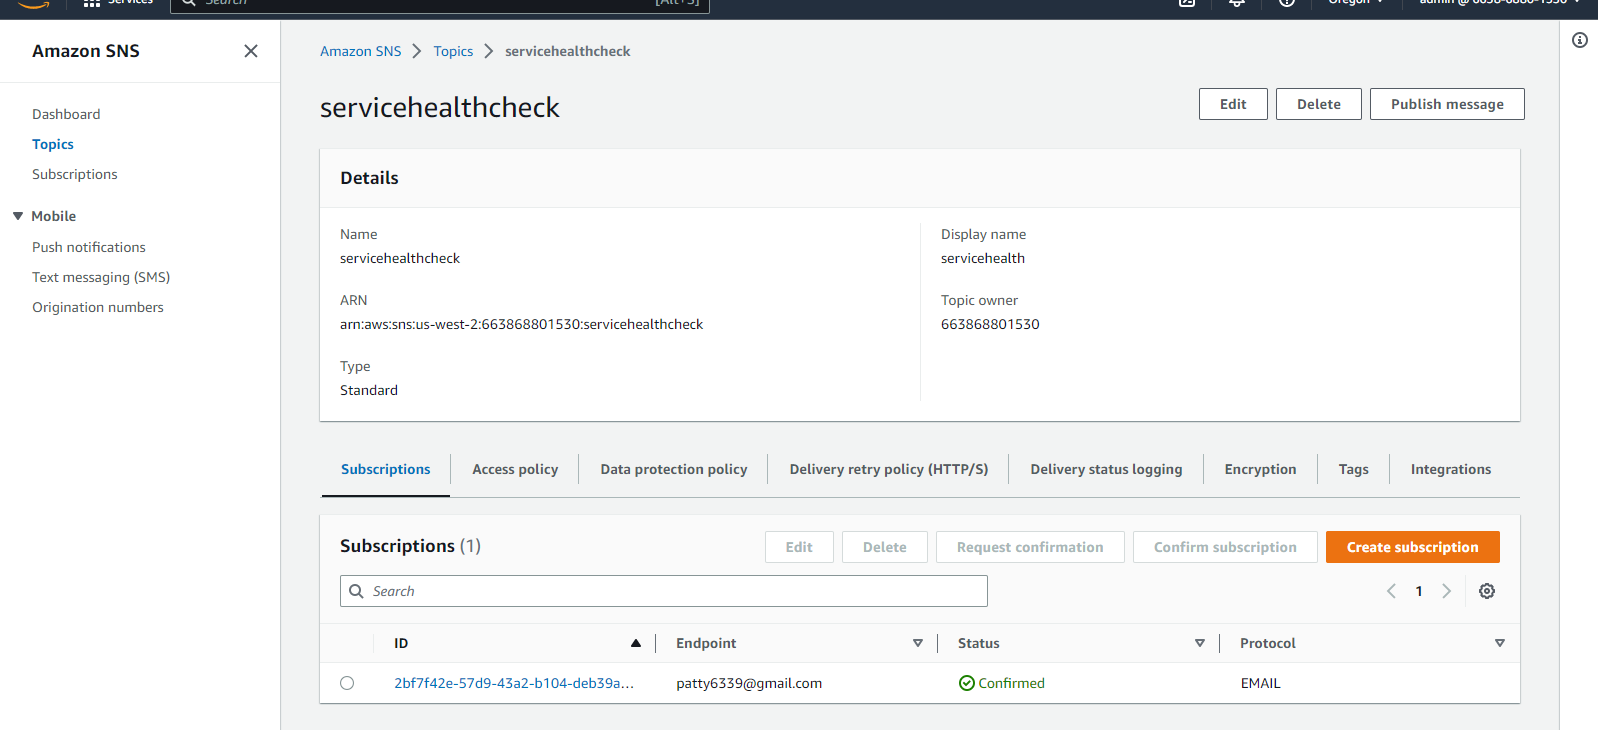 Services
Search
[Alt+S]
Oregon
admin @ 6638-6880-1530
Amazon SNS
Dashboard
Topics
Subscriptions
Mobile
Push notifications
Text messaging (SMS)
Origination numbers
Amazon SNS > Topics > servicehealthcheck
servicehealthcheck
Edit
Delete
Publish message
Details
Name
servicehealthcheck
ARN
arn:aws:sns:us-west-2:663868801530:servicehealthcheck
Type
Standard
Display name
servicehealth
Topic owner
663868801530
Subscriptions
Access policy
Data protection policy
Delivery retry policy (HTTP/S)
Delivery status logging
Encryption
Tags
Integrations
Subscriptions (1)
Edit
Delete
Request confirmation
Confirm subscription
Create subscription
Search
1
ID
Endpoint
Status
Protocol
2bf7f42e-57d9-43a2-b104-deb39a...
patty6339@gmail.com
Confirmed
EMAIL